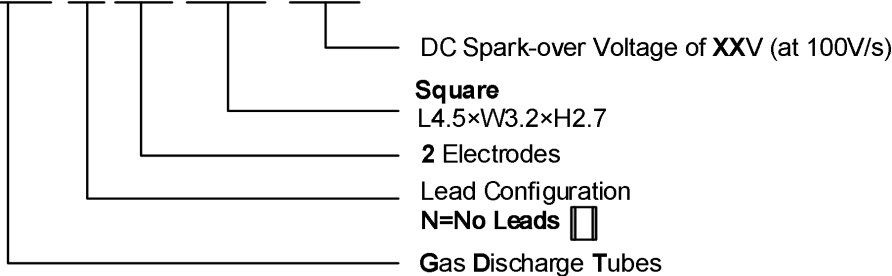 DC Spark-over Voltage of XXV (at 100V/s)
Square
L4.5×W3.2×H2.7
2 Electrodes
Lead Configuration
N=No Leads
Gas Discharge Tubes